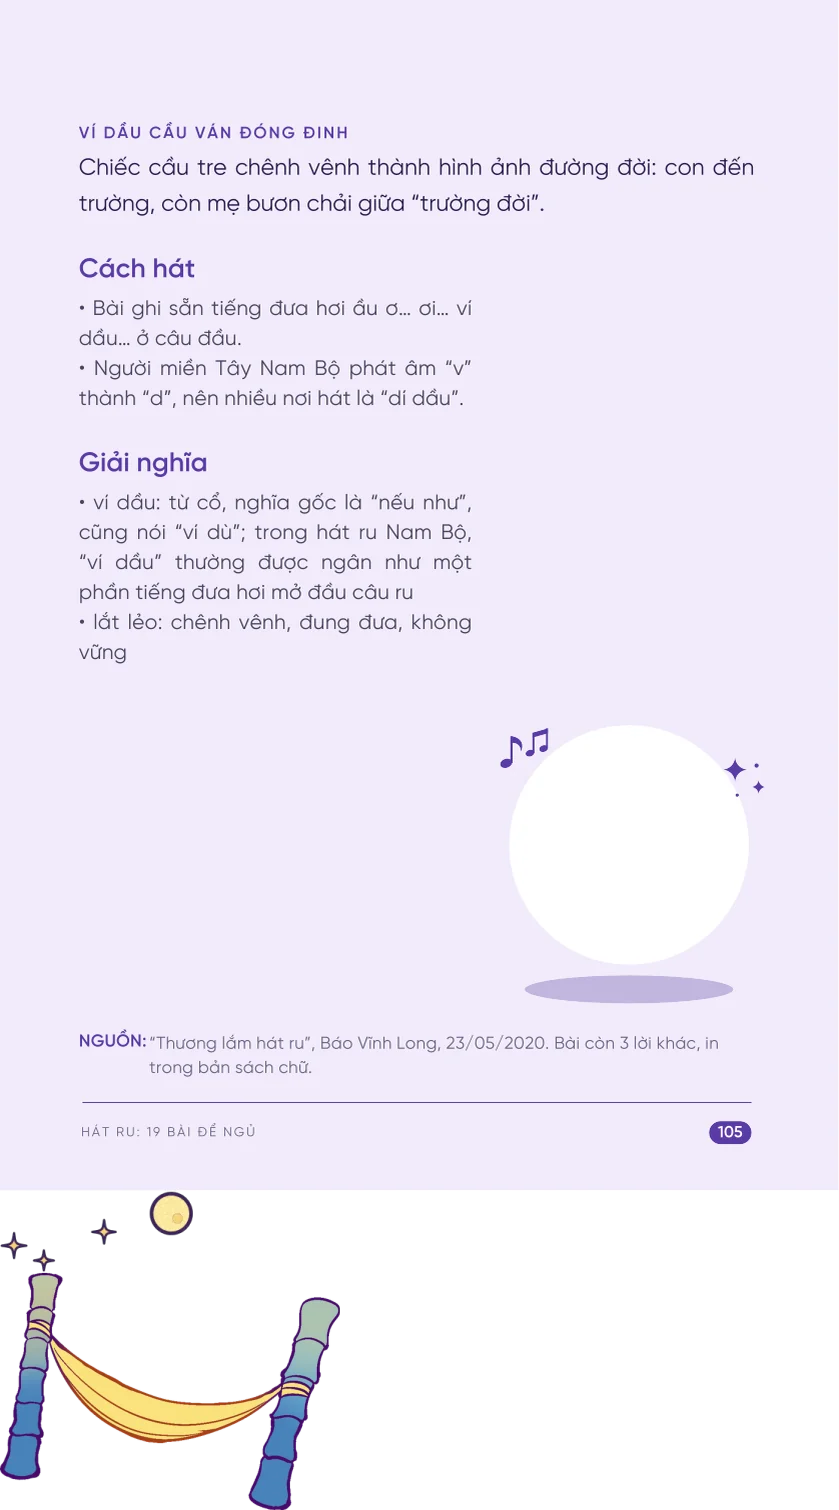 VÍ DẦU CẦU VÁN ĐÓNG ĐINH
Chiếc cầu tre chênh vênh thành hình ảnh đường đời: con đến
trường, còn mẹ bươn chải giữa “trường đời”.
Cách hát
• Bài ghi sẵn tiếng đưa hơi ầu ơ… ơi… ví
dầu… ở câu đầu.
• Người miền Tây Nam Bộ phát âm “v”
thành “d”, nên nhiều nơi hát là “dí dầu”.
Giải nghĩa
• ví dầu: từ cổ, nghĩa gốc là “nếu như”,
cũng nói “ví dù”; trong hát ru Nam Bộ,
“ví dầu” thường được ngân như một
phần tiếng đưa hơi mở đầu câu ru
• lắt lẻo: chênh vênh, đung đưa, không
vững
NGUỒN: “Thương lắm hát ru”, Báo Vĩnh Long, 23/05/2020. Bài còn 3 lời khác, in
trong bản sách chữ.
HÁT RU: 19 BÀI ĐỂ NGỦ
105